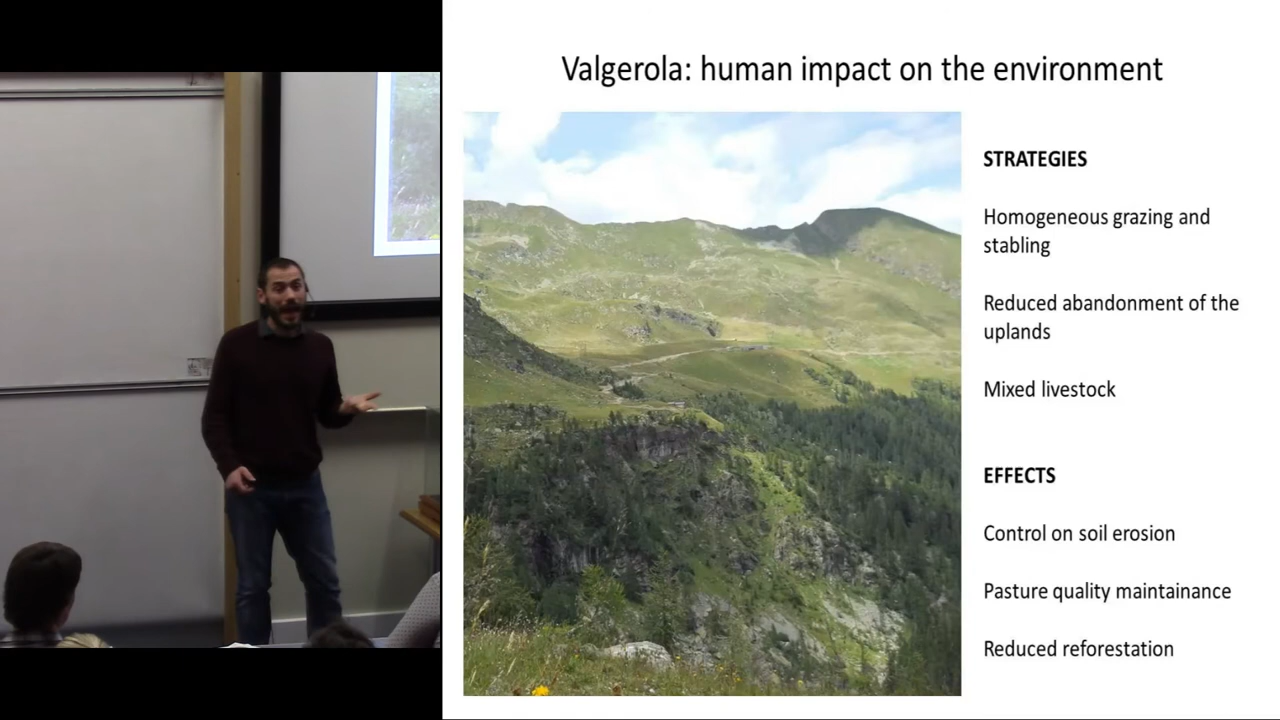 Valgerola: human impact on the environment
STRATEGIES
Homogeneous grazing and
stabling
Reduced abandonment of the
uplands
Mixed livestock
EFFECTS
Control on soil erosion
Pasture quality maintainance
Reduced reforestation